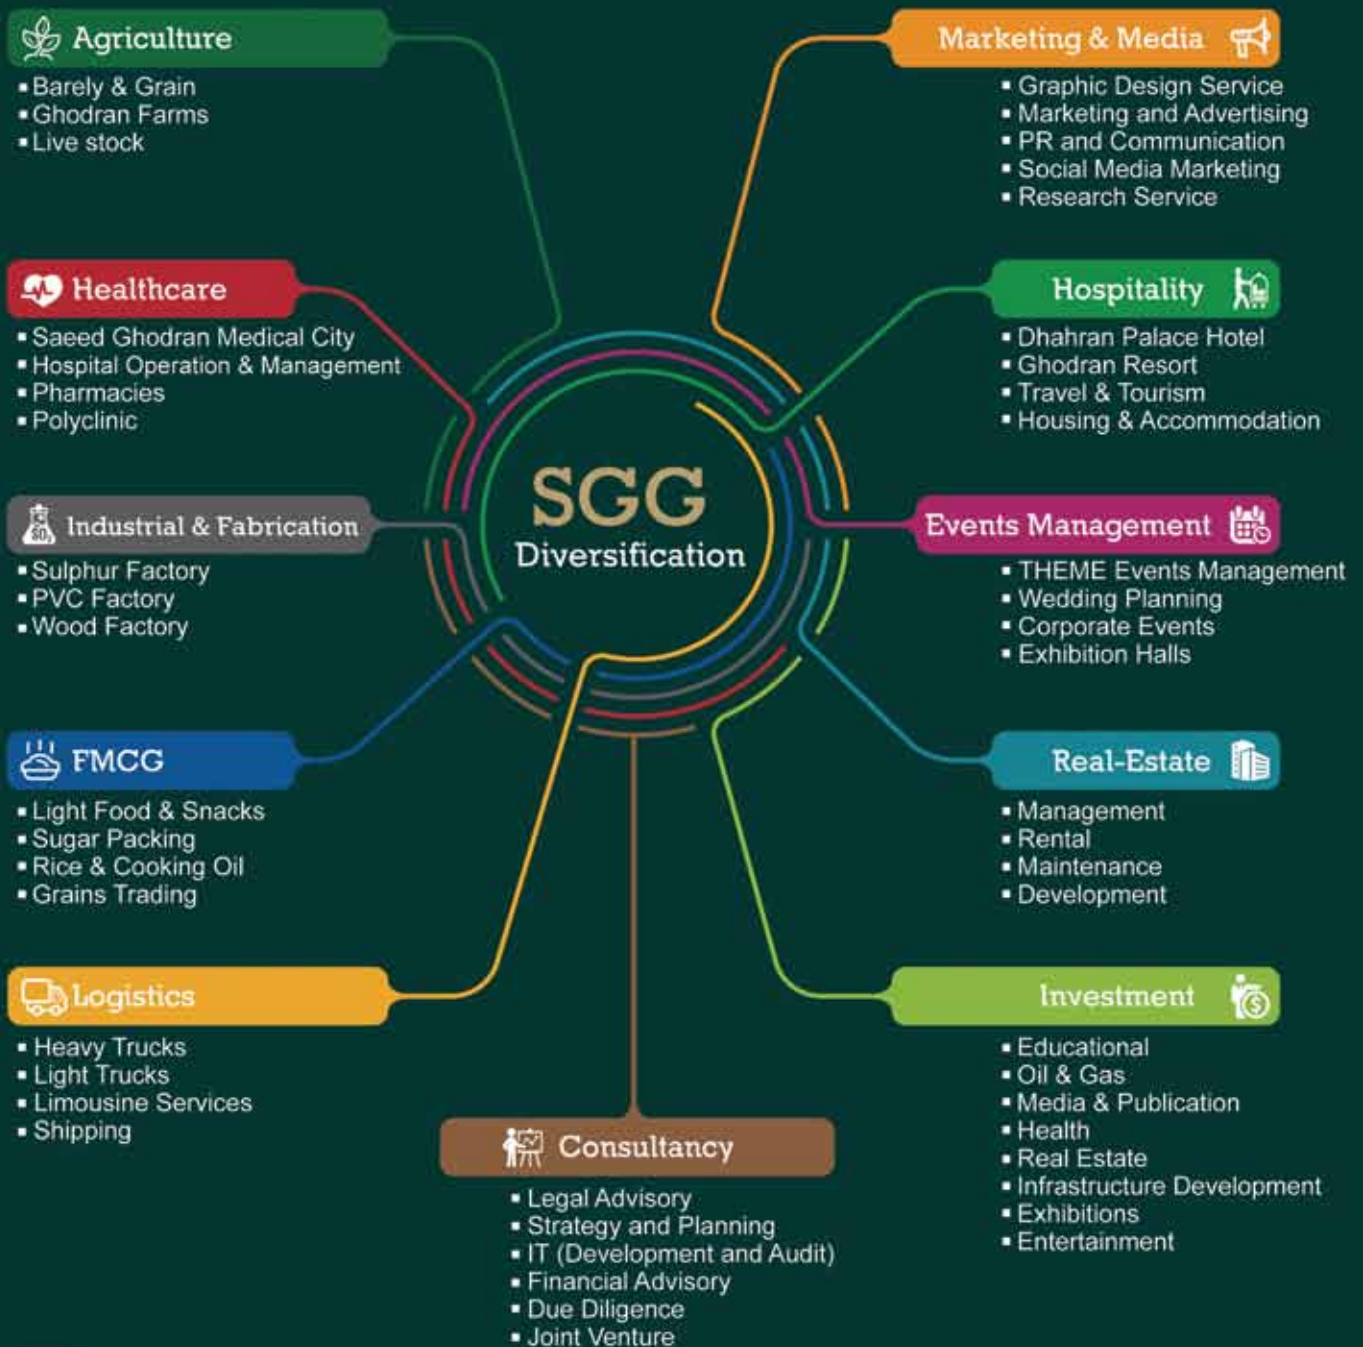 Agriculture
▪ Barely & Grain
▪ Ghodran Farms
▪ Live stock
Healthcare
▪ Saeed Ghodran Medical City
▪ Hospital Operation & Management
▪ Pharmacies
▪ Polyclinic
Industrial & Fabrication
▪ Sulphur Factory
▪ PVC Factory
▪ Wood Factory
FMCG
▪ Light Food & Snacks
▪ Sugar Packing
▪ Rice & Cooking Oil
▪ Grains Trading
Logistics
▪ Heavy Trucks
▪ Light Trucks
▪ Limousine Services
▪ Shipping
SGG
Diversification
Consultancy
▪ Legal Advisory
▪ Strategy and Planning
▪ IT (Development and Audit)
▪ Financial Advisory
▪ Due Diligence
▪ Joint Venture
Marketing & Media
▪ Graphic Design Service
▪ Marketing and Advertising
▪ PR and Communication
▪ Social Media Marketing
▪ Research Service
Hospitality
▪ Dhahran Palace Hotel
▪ Ghodran Resort
▪ Travel & Tourism
▪ Housing & Accommodation
Events Management
▪ THEME Events Management
▪ Wedding Planning
▪ Corporate Events
▪ Exhibition Halls
Real-Estate
▪ Management
▪ Rental
▪ Maintenance
▪ Development
Investment
▪ Educational
▪ Oil & Gas
▪ Media & Publication
▪ Health
▪ Real Estate
▪ Infrastructure Development
▪ Exhibitions
▪ Entertainment